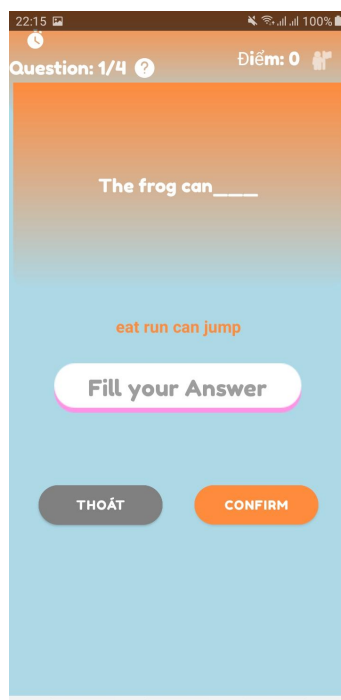 22:15 100%
Question: 1/4 ?
Điểm: 0
The frog can___
eat run can jump
Fill your Answer
THOÁT
CONFIRM